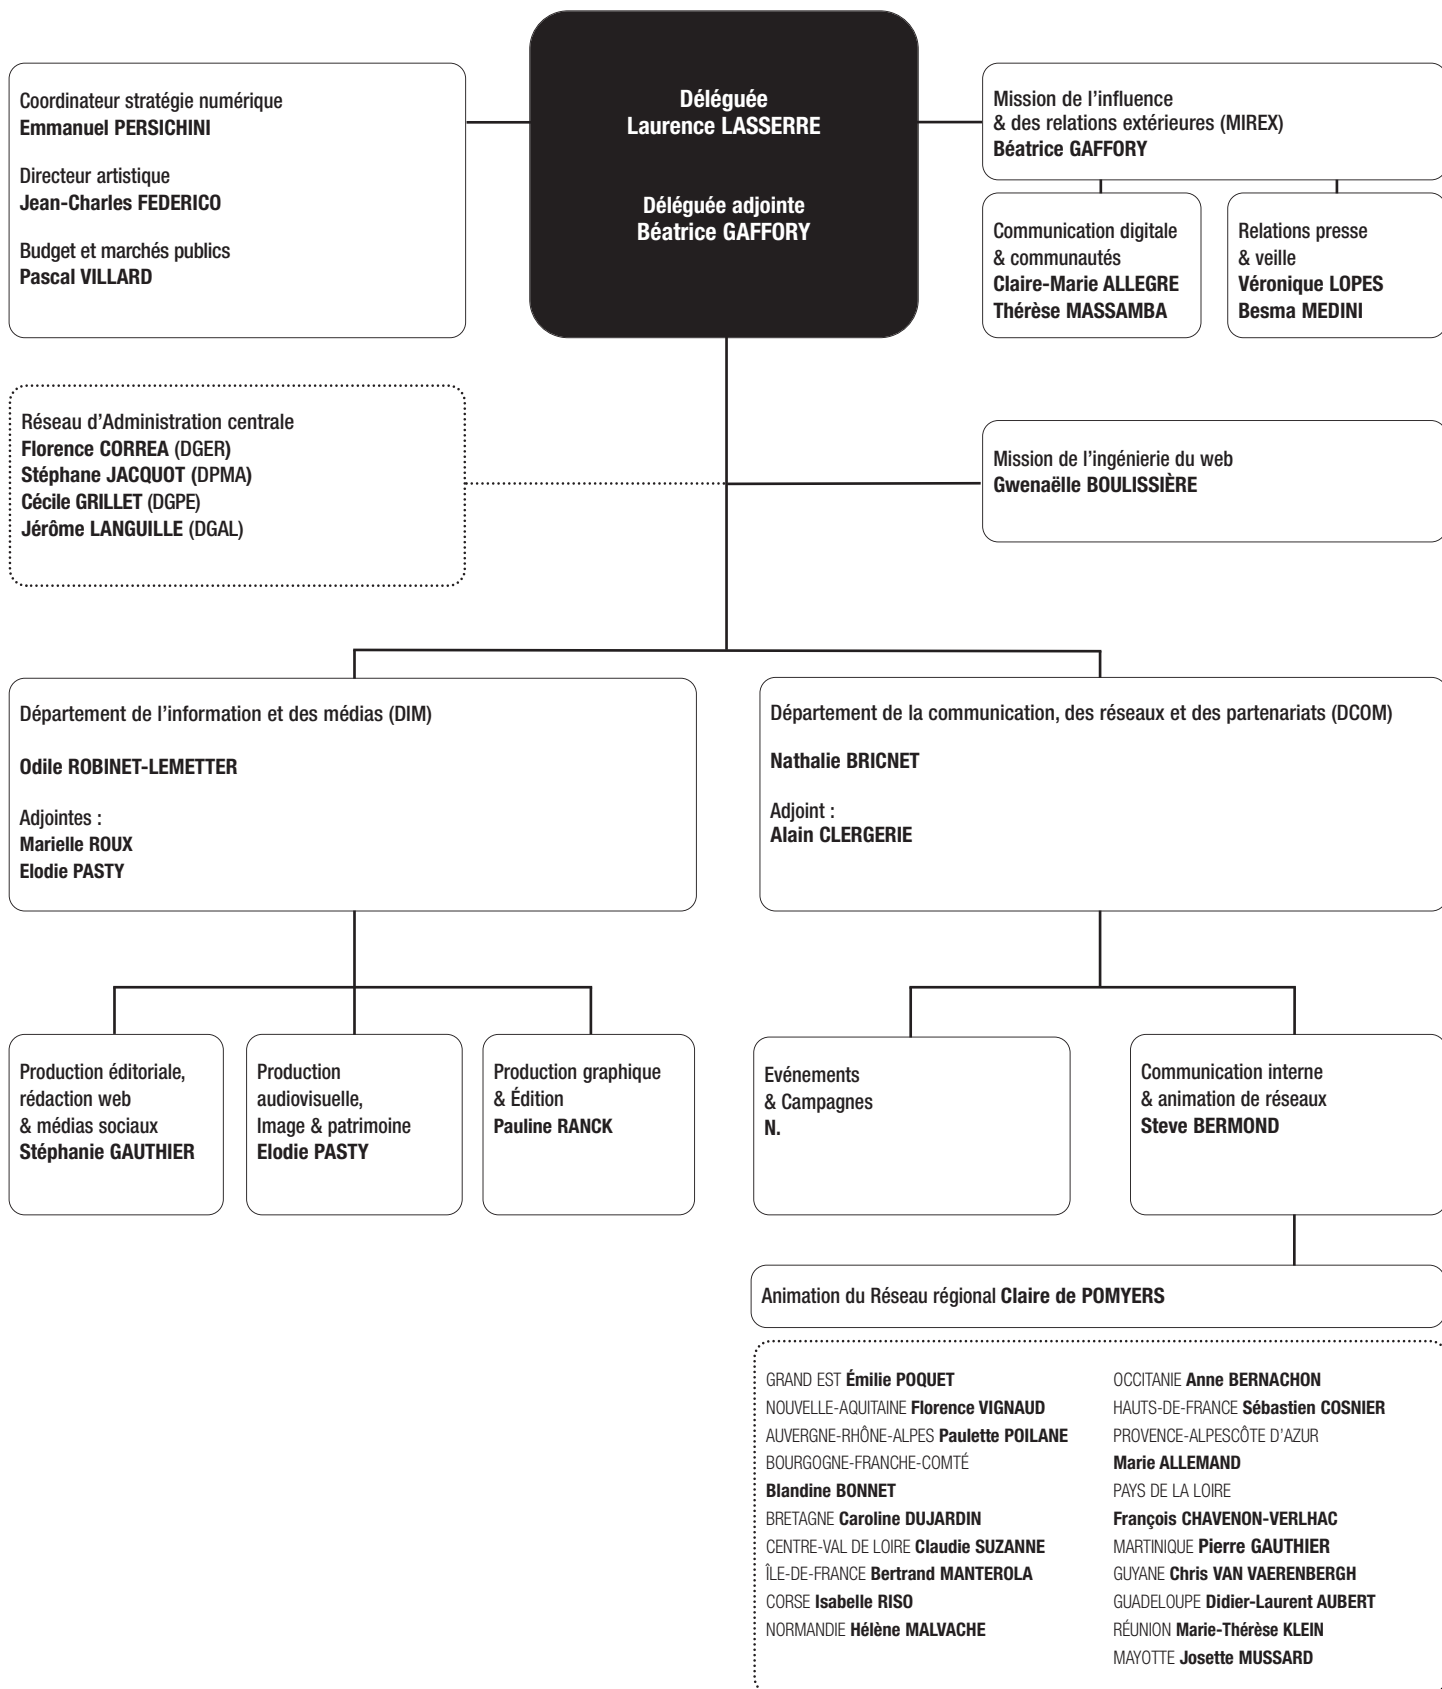 Coordinateur stratégie numérique
Emmanuel PERSICHINI
Directeur artistique
Jean-Charles FEDERICO
Budget et marchés publics
Pascal VILLARD
Déléguée
Laurence LASSERRE
Déléguée adjointe
Béatrice GAFFORY
Mission de l'influence
& des relations extérieures (MIREX)
Béatrice GAFFORY
Communication digitale
& communautés
Claire-Marie ALLEGRE
Thérèse MASSAMBA
Relations presse
& veille
Véronique LOPES
Besma MEDINI
Réseau d'Administration centrale
Florence CORREA (DGER)
Stéphane JACQUOT (DPMA)
Cécile GRILLET (DGPE)
Jérôme LANGUILLE (DGAL)
Mission de l'ingénierie du web
Gwenaëlle BOULISSIÈRE
Département de l'information et des médias (DIM)
Odile ROBINET-LEMETTER
Adjointes :
Marielle ROUX
Elodie PASTY
Département de la communication, des réseaux et des partenariats (DCOM)
Nathalie BRICNET
Adjoint :
Alain CLERGERIE
Production éditoriale,
rédaction web
& médias sociaux
Stéphanie GAUTHIER
Production
audiovisuelle,
Image & patrimoine
Elodie PASTY
Production graphique
& Édition
Pauline RANCK
Evénements
& Campagnes
N.
Communication interne
& animation de réseaux
Steve BERMOND
Animation du Réseau régional Claire de POMYERS
GRAND EST Émilie POQUET
NOUVELLE-AQUITAINE Florence VIGNAUD
AUVERGNE-RHÔNE-ALPES Paulette POILANE
BOURGOGNE-FRANCHE-COMTÉ
Blandine BONNET
BRETAGNE Caroline DUJARDIN
CENTRE-VAL DE LOIRE Claudie SUZANNE
ÎLE-DE-FRANCE Bertrand MANTEROLA
CORSE Isabelle RISO
NORMANDIE Hélène MALVACHE
OCCITANIE Anne BERNACHON
HAUTS-DE-FRANCE Sébastien COSNIER
PROVENCE-ALPESCÔTE D'AZUR
Marie ALLEMAND
PAYS DE LA LOIRE
François CHAVENON-VERLHAC
MARTINIQUE Pierre GAUTHIER
GUYANE Chris VAN VAERENBERGH
GUADELOUPE Didier-Laurent AUBERT
RÉUNION Marie-Thérèse KLEIN
MAYOTTE Josette MUSSARD